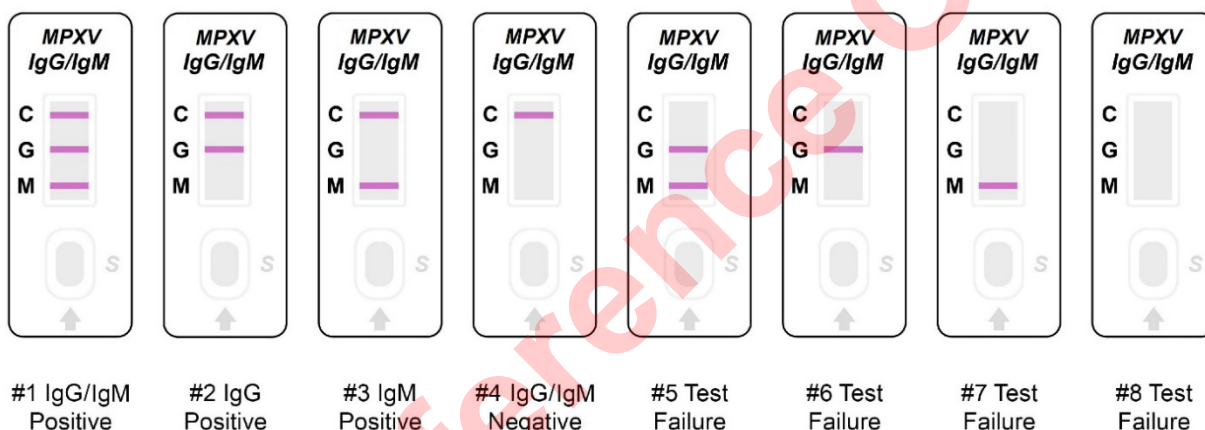 MPXV MPXV MPXV MPXV MPXV MPXV MPXV MPXV
IgG/IgM IgG/IgM IgG/IgM IgG/IgM IgG/IgM IgG/IgM IgG/IgM IgG/IgM
C C C C C C C C
G G G G G G G G
M M M M M M M M
S S S S S S S S
#1 IgG/IgM #2 IgG #3 IgM #4 IgG/IgM #5 Test #6 Test #7 Test #8 Test
Positive Positive Positive Negative Failure Failure Failure Failure
ference